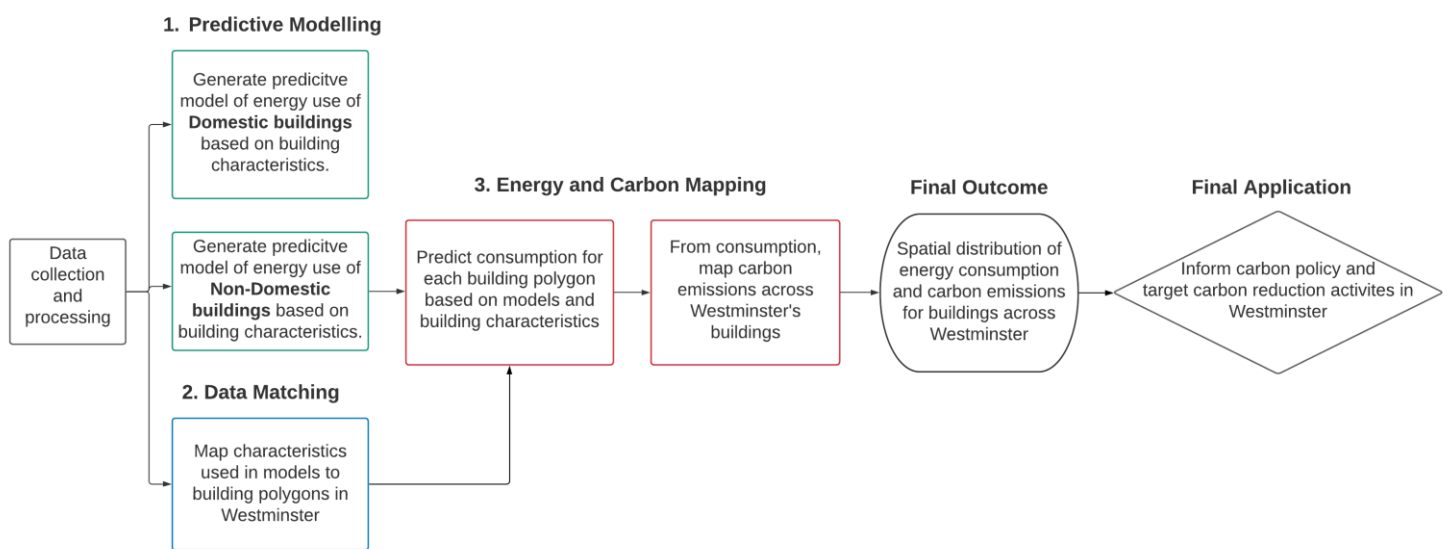 1. Predictive Modelling
Generate predicitve
model of energy use of
Domestic buildings
based on building
characteristics.
Data
collection
and
processing
Generate predicitve
model of energy use of
Non-Domestic
buildings based on
building characteristics.
2. Data Matching
Map characteristics
used in models to
building polygons in
Westminster
3. Energy and Carbon Mapping
Predict consumption for
each building polygon
based on models and
building characteristics
From consumption,
map carbon
emissions across
Westminster's
buildings
Final Outcome
Spatial distribution of
energy consumption
and carbon emissions
for buildings across
Westminster
Final Application
Inform carbon policy and
target carbon reduction activites in
Westminster